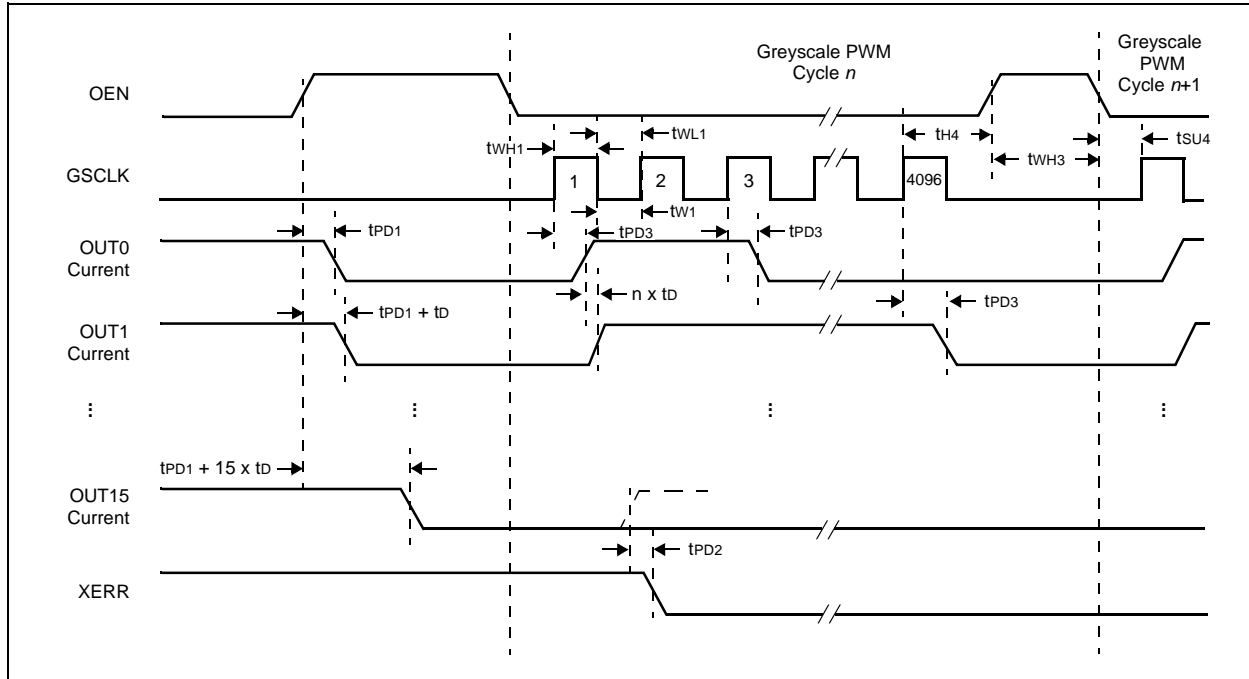 Greyscale PWM
Cycle n
Greyscale
PWM
Cycle n+1
OEN
tWL1
tH4
tSU4
tWH1
tWH3
GSCLK
1
2
3
4096
tW1
tPD1
tPD3
tPD3
OUT0
Current
n x tD
tPD3
tPD1 + tD
OUT1
Current
...
...
...
...
tPD1 + 15 x tD
OUT15
Current
tPD2
XERR